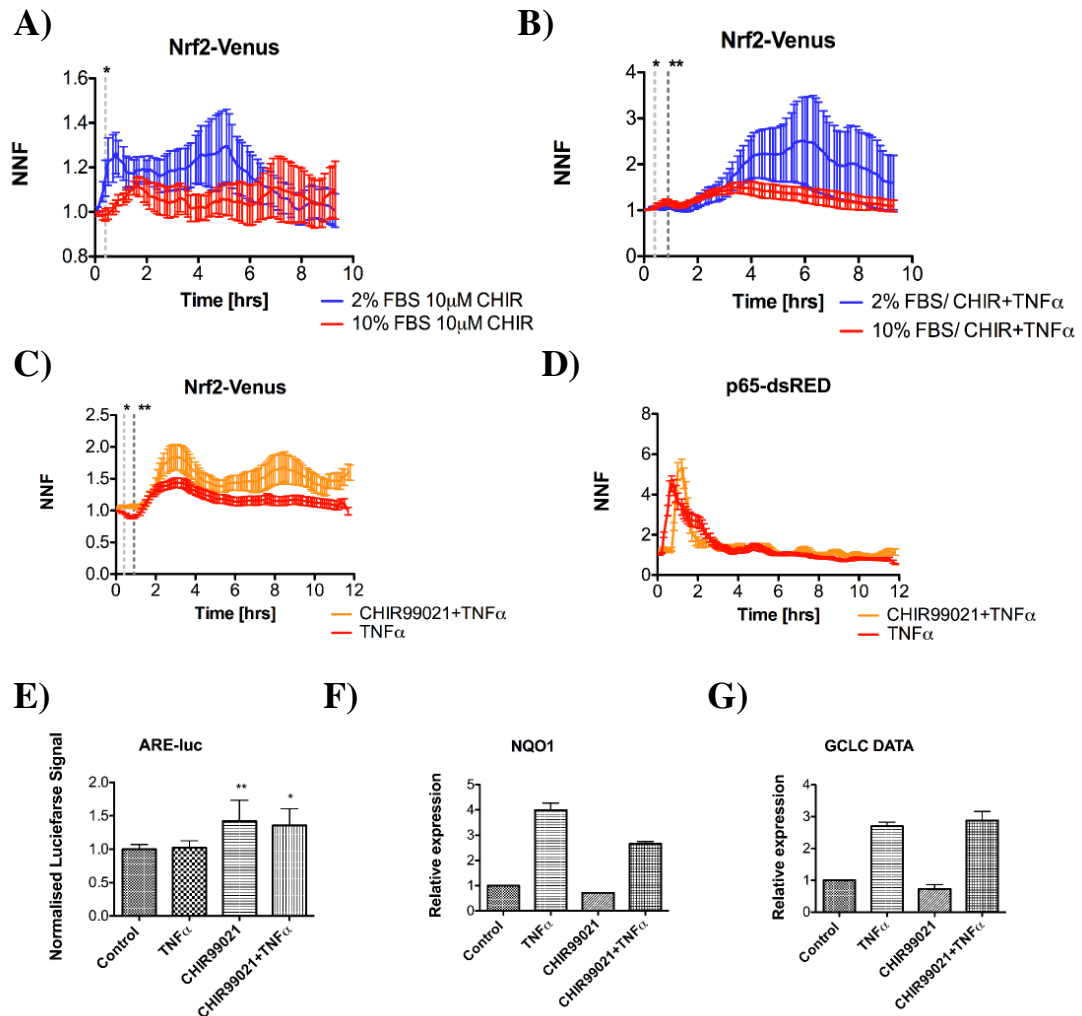 A)
Nrf2-Venus
* 
NNF
1.6
1.4
1.2
1.0
0.8
0 2 4 6 8 10
Time [hrs]
2% FBS 10μM CHIR
10% FBS 10μM CHIR
B)
Nrf2-Venus
* **
NNF
4
3
2
1
0
0 2 4 6 8 10
Time [hrs]
2% FBS/ CHIR+TNFα
10% FBS/ CHIR+TNFα
C)
Nrf2-Venus
* **
NNF
2.5
2.0
1.5
1.0
0.5
0.0
0 2 4 6 8 10 12
Time [hrs]
CHIR99021+TNFα
TNFα
D)
p65-dsRED
NNF
8
6
4
2
0
0 2 4 6 8 10 12
Time [hrs]
CHIR99021+TNFα
TNFα
E)
ARE-luc
Normalised Luciefarse Signal
2.0
1.5
1.0
0.5
0.0
** *
Control TNFα CHIR99021 CHIR99021+TNFα
F)
NQO1
Relative expression
5
4
3
2
1
0
Control TNFα CHIR99021 CHIR99021+TNFα
G)
GCLC DATA
Relative expression
5
4
3
2
1
0
Control TNFα CHIR99021 CHIR99021+TNFα